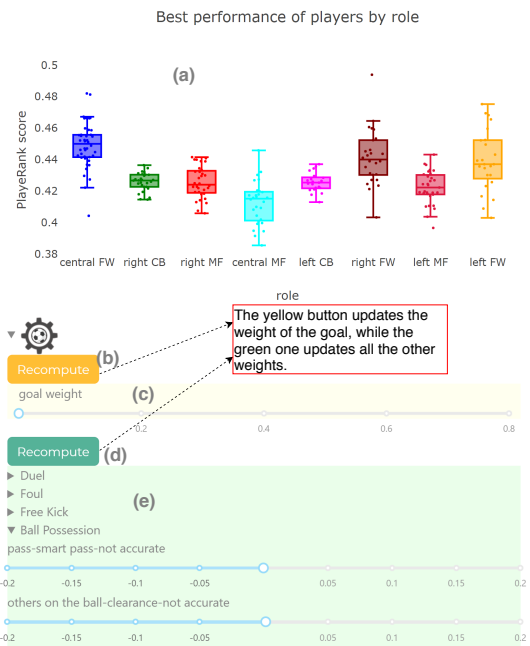 Best performance of players by role
(a)
PlayeRank score
0.5
0.48
0.46
0.44
0.42
0.4
0.38
central FW right CB right MF central MF left CB right FW left MF left FW
role
The yellow button updates the
weight of the goal, while the
green one updates all the other
weights.
(b)
Recompute
goal weight
(c)
0.2 0.4 0.6 0.8
Recompute
(d)
Duel
Foul
(e)
Free Kick
Ball Possession
pass-smart pass-not accurate
-0.2 -0.15 -0.1 -0.05 0.05 0.1 0.15 0.2
others on the ball-clearance-not accurate
-0.2 -0.15 -0.1 -0.05 0.05 0.1 0.15 0.2